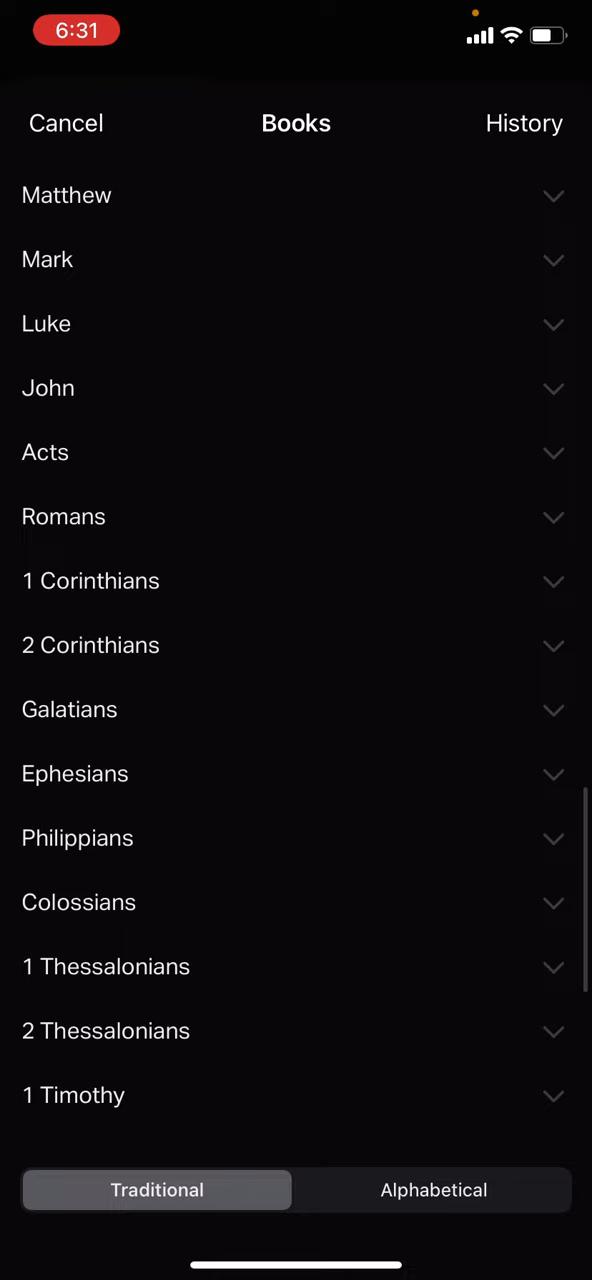 6:31
Cancel Books History
Matthew
Mark
Luke
John
Acts
Romans
1 Corinthians
2 Corinthians
Galatians
Ephesians
Philippians
Colossians
1 Thessalonians
2 Thessalonians
1 Timothy
Traditional Alphabetical